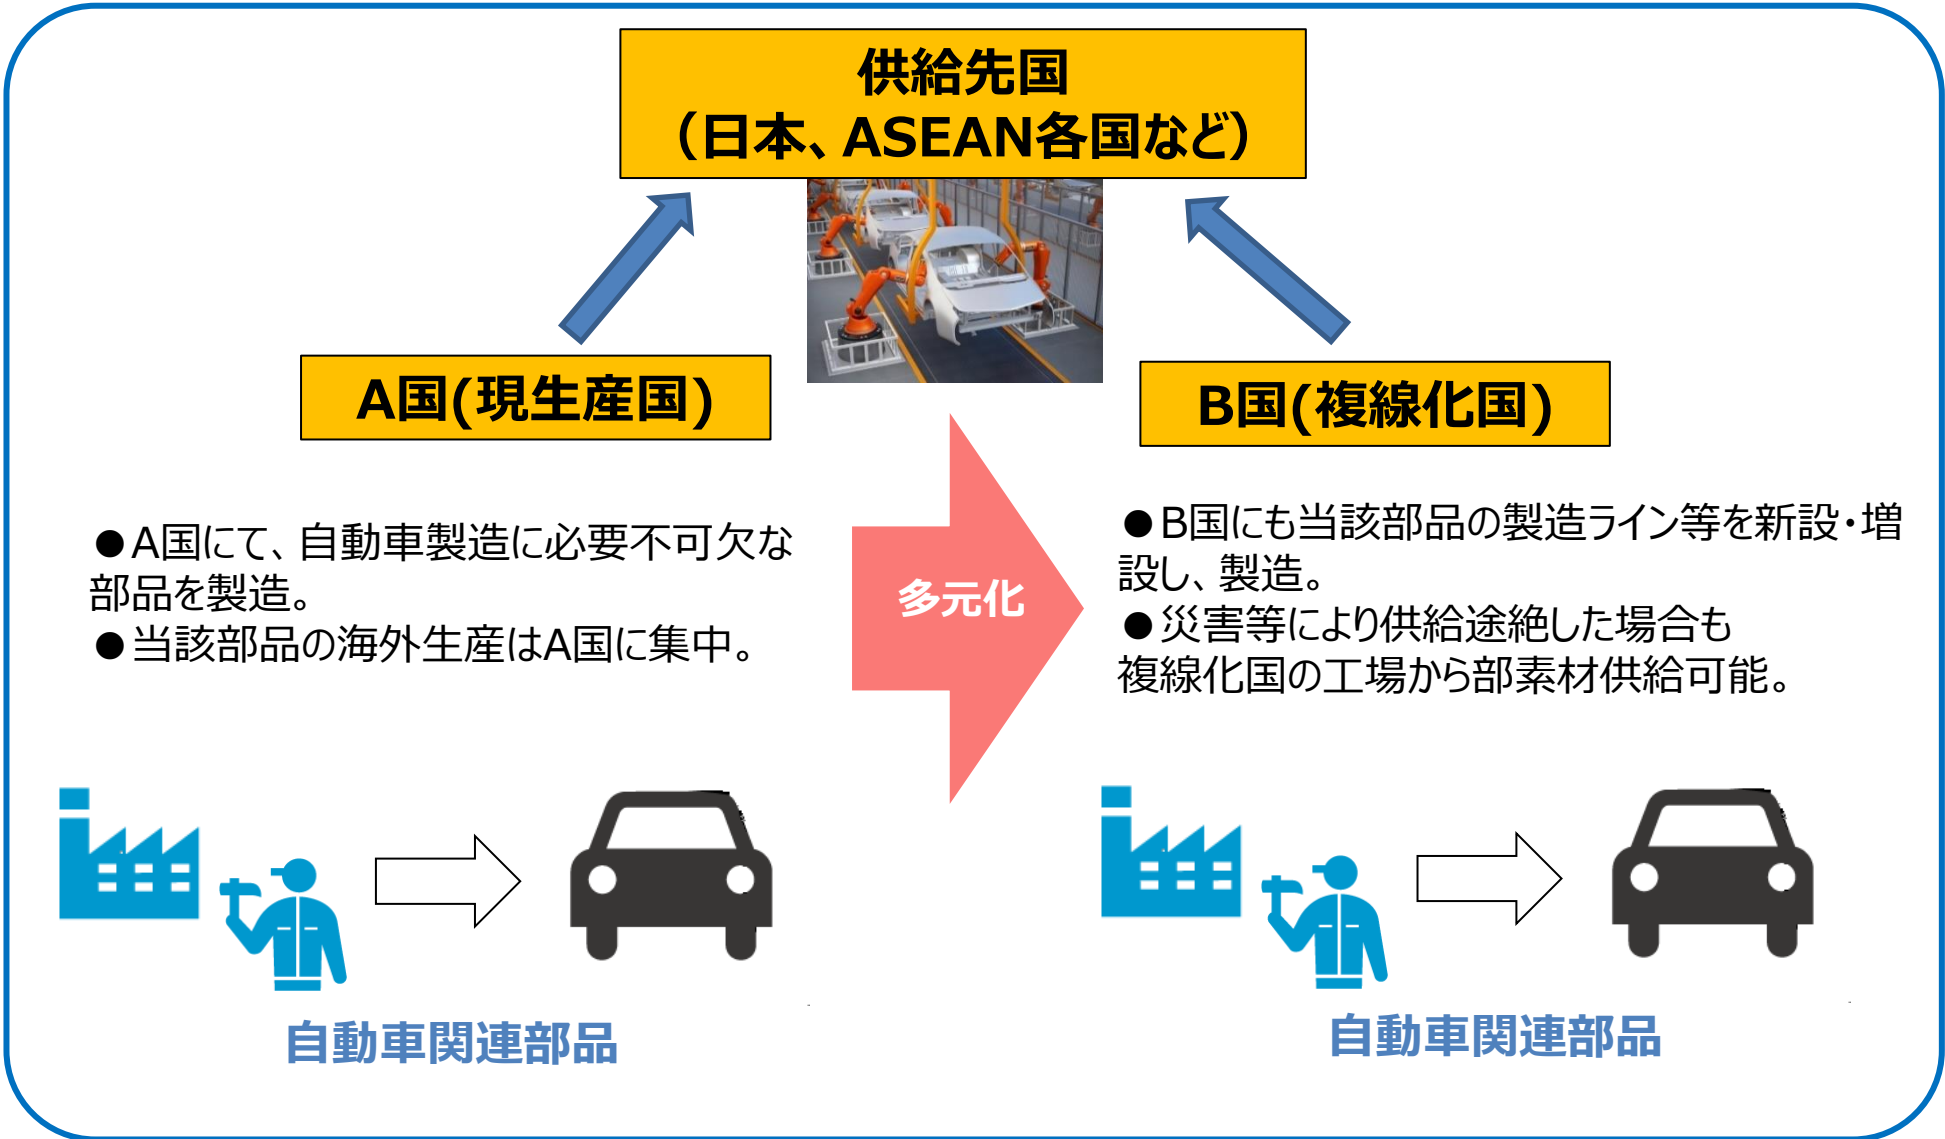 供給先国
（日本、ASEAN各国など）
A国(現生産国)
B国(複線化国)
●A国にて、自動車製造に必要不可欠な
部品を製造。
●当該部品の海外生産はA国に集中。
多元化
●B国にも当該部品の製造ライン等を新設・増
設し、製造。
●災害等により供給途絶した場合も
複線化国の工場から部素材供給可能。
自動車関連部品
自動車関連部品